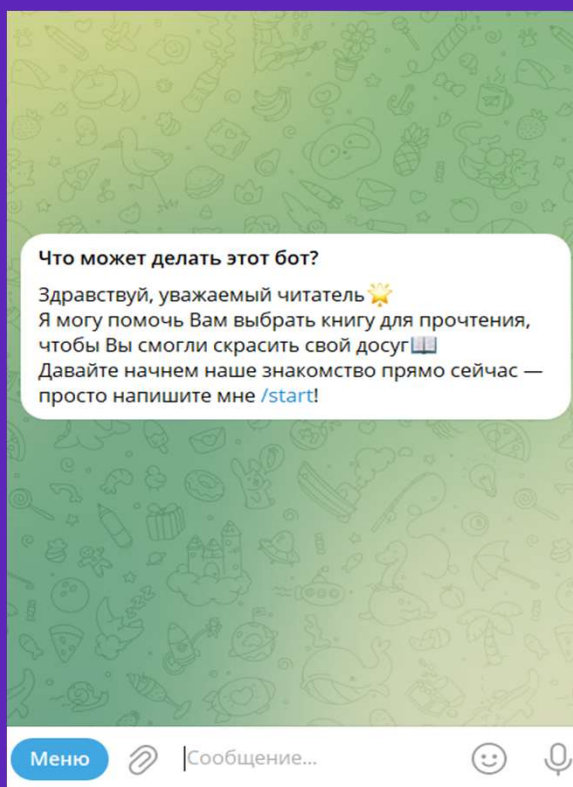 Что может делать этот бот?
Здравствуй, уважаемый читатель🌟
Я могу помочь Вам выбрать книгу для прочтения,
чтобы Вы смогли скрасить свой досуг📖
Давайте начнем наше знакомство прямо сейчас —
просто напишите мне /start!
Меню
Сообщение...